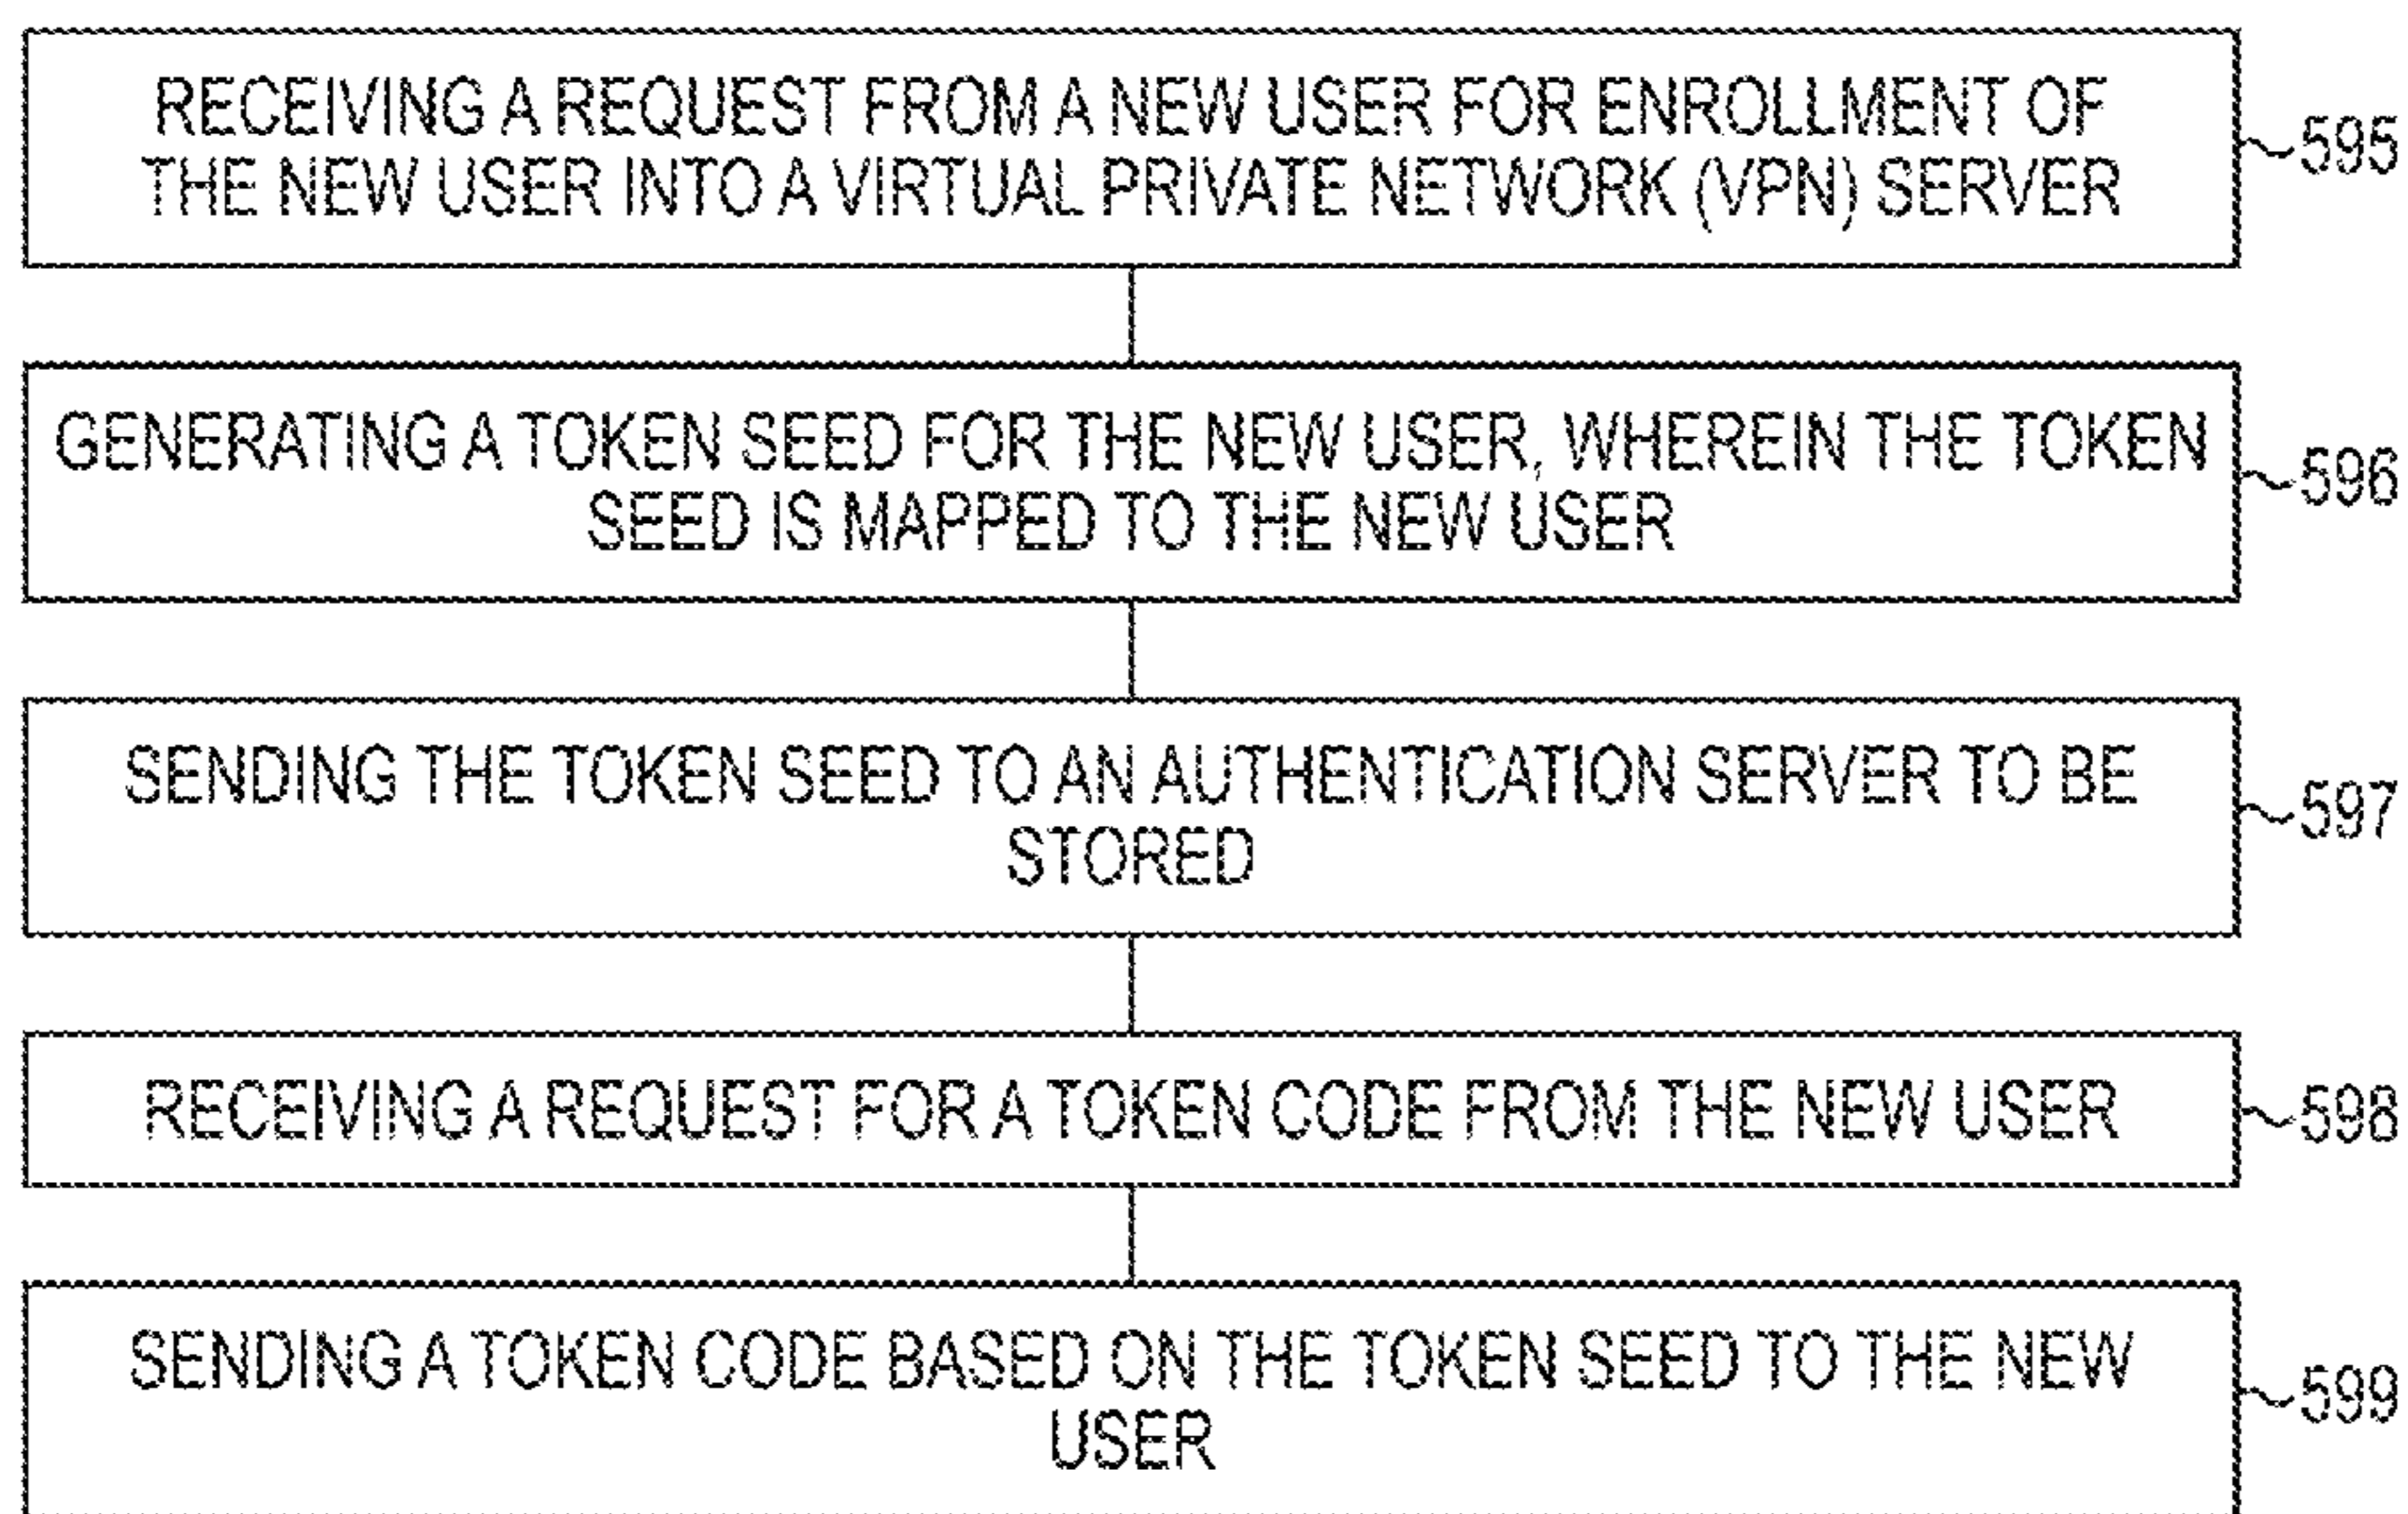 RECEIVING A REQUEST FROM A NEW USER FOR ENROLLMENT OF
THE NEW USER INTO A VIRTUAL PRIVATE NETWORK (VPN) SERVER
595
GENERATING A TOKEN SEED FOR THE NEW USER, WHEREIN THE TOKEN
SEED IS MAPPED TO THE NEW USER
596
SENDING THE TOKEN SEED TO AN AUTHENTICATION SERVER TO BE
STORED
597
RECEIVING A REQUEST FOR A TOKEN CODE FROM THE NEW USER
598
SENDING A TOKEN CODE BASED ON THE TOKEN SEED TO THE NEW
USER
599